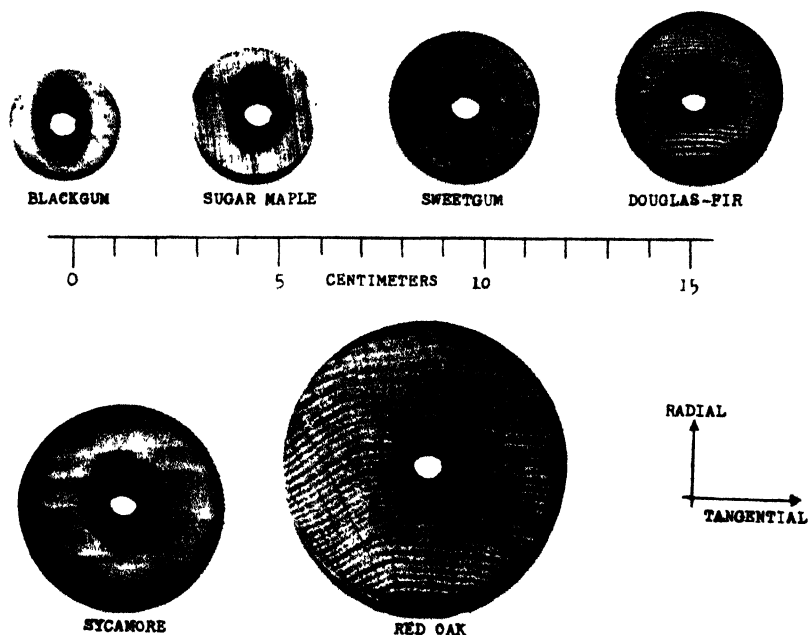 BLACKGUM SUGAR MAPLE SWEETGUM DOUGLAS-FIR
0 5 CENTIMETERS 10 15
RADIAL
TANGENTIAL
SYCAMORE RED OAK